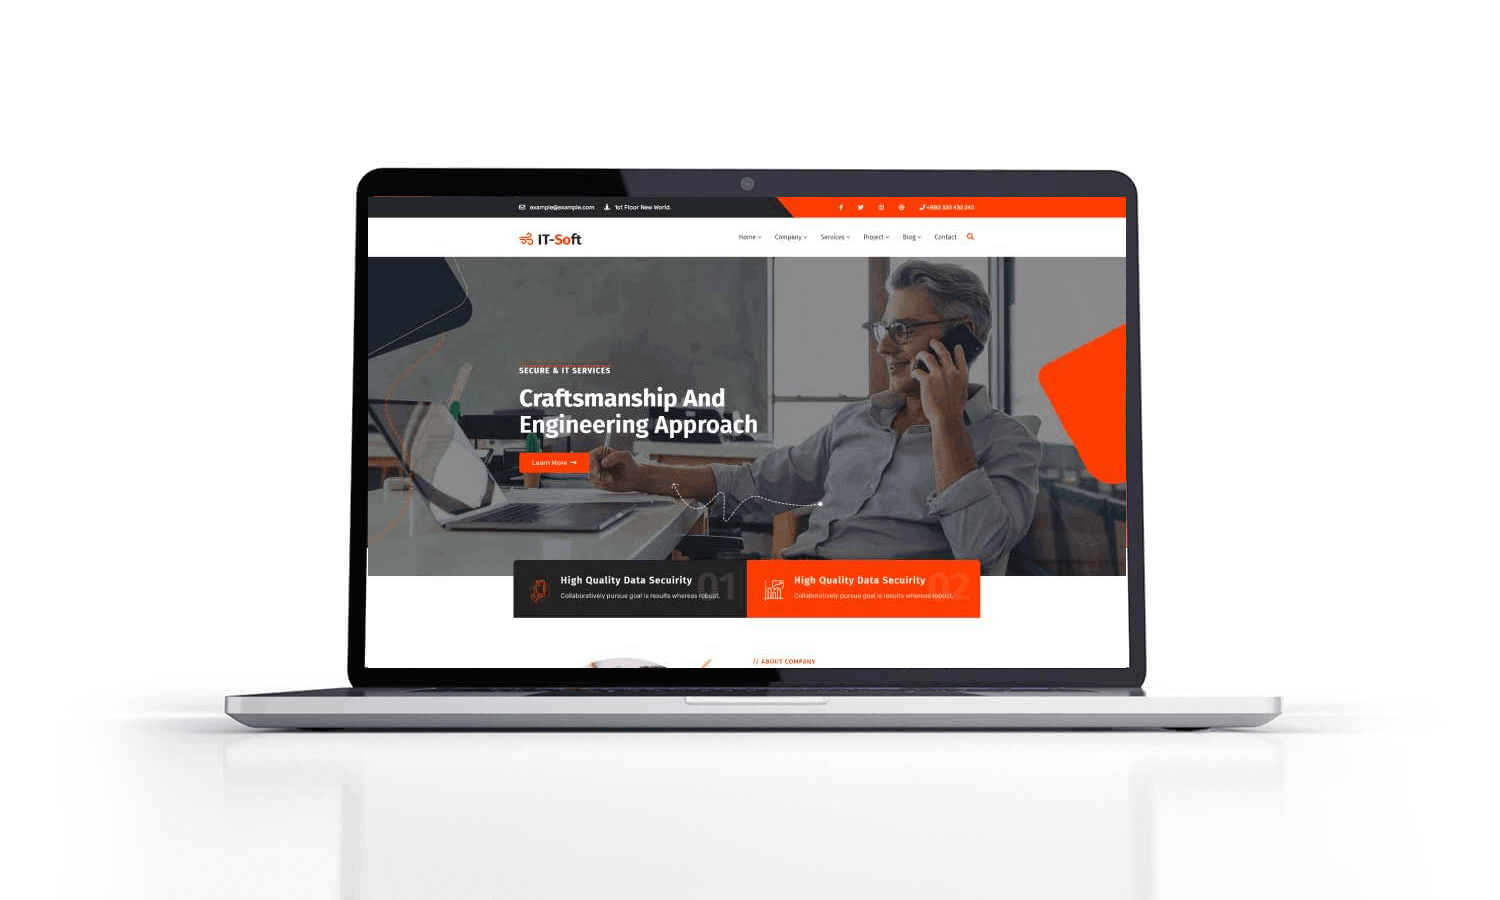 example@example.com 1st Floor New World. +880 320 432 242
IT-Soft Home Company Services Project Blog Contact
SECURE & IT SERVICES
Craftsmanship And
Engineering Approach
Learn More
High Quality Data Secuirity 01
Collaboratively pursue goal is results whereas robust.
High Quality Data Secuirity 02
Collaboratively pursue goal is results whereas robust.
// ABOUT COMPANY